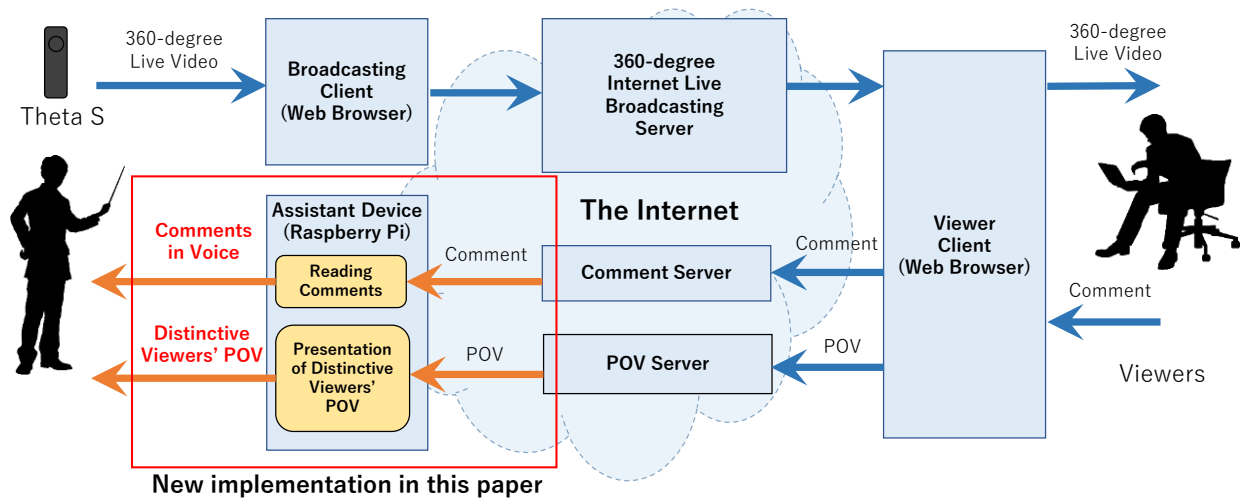 360-degree
Live Video
Theta S
Broadcasting
Client
(Web Browser)
360-degree
Internet Live
Broadcasting
Server
360-degree
Live Video
The Internet
Viewer
Client
(Web Browser)
Assistant Device
(Raspberry Pi)
Comments
in Voice
Reading
Comments
Comment
Comment Server
Comment
Comment
Distinctive
Viewers' POV
Presentation
of Distinctive
Viewers'
POV
POV
POV Server
POV
Viewers
New implementation in this paper